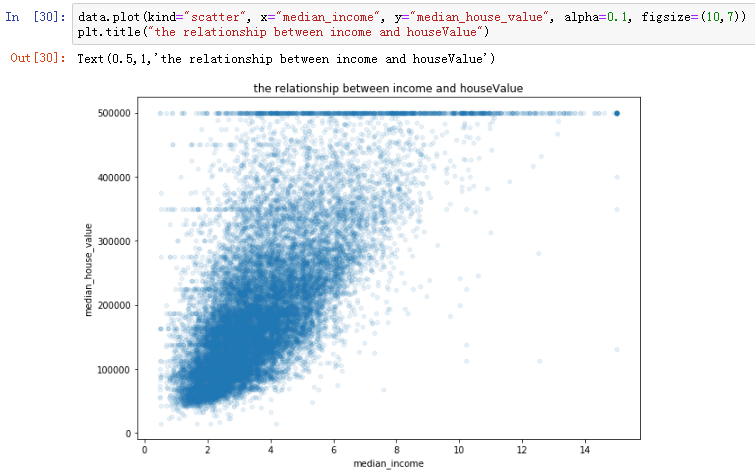 In [30]: data.plot(kind="scatter", x="median_income", y="median_house_value", alpha=0.1, figsize=(10,7))
plt.title("the relationship between income and houseValue")
Out[30]: Text(0.5,1,'the relationship between income and houseValue')
the relationship between income and houseValue
500000
400000
300000
200000
100000
0
median_house_value
0 2 4 6 8 10 12 14
median_income